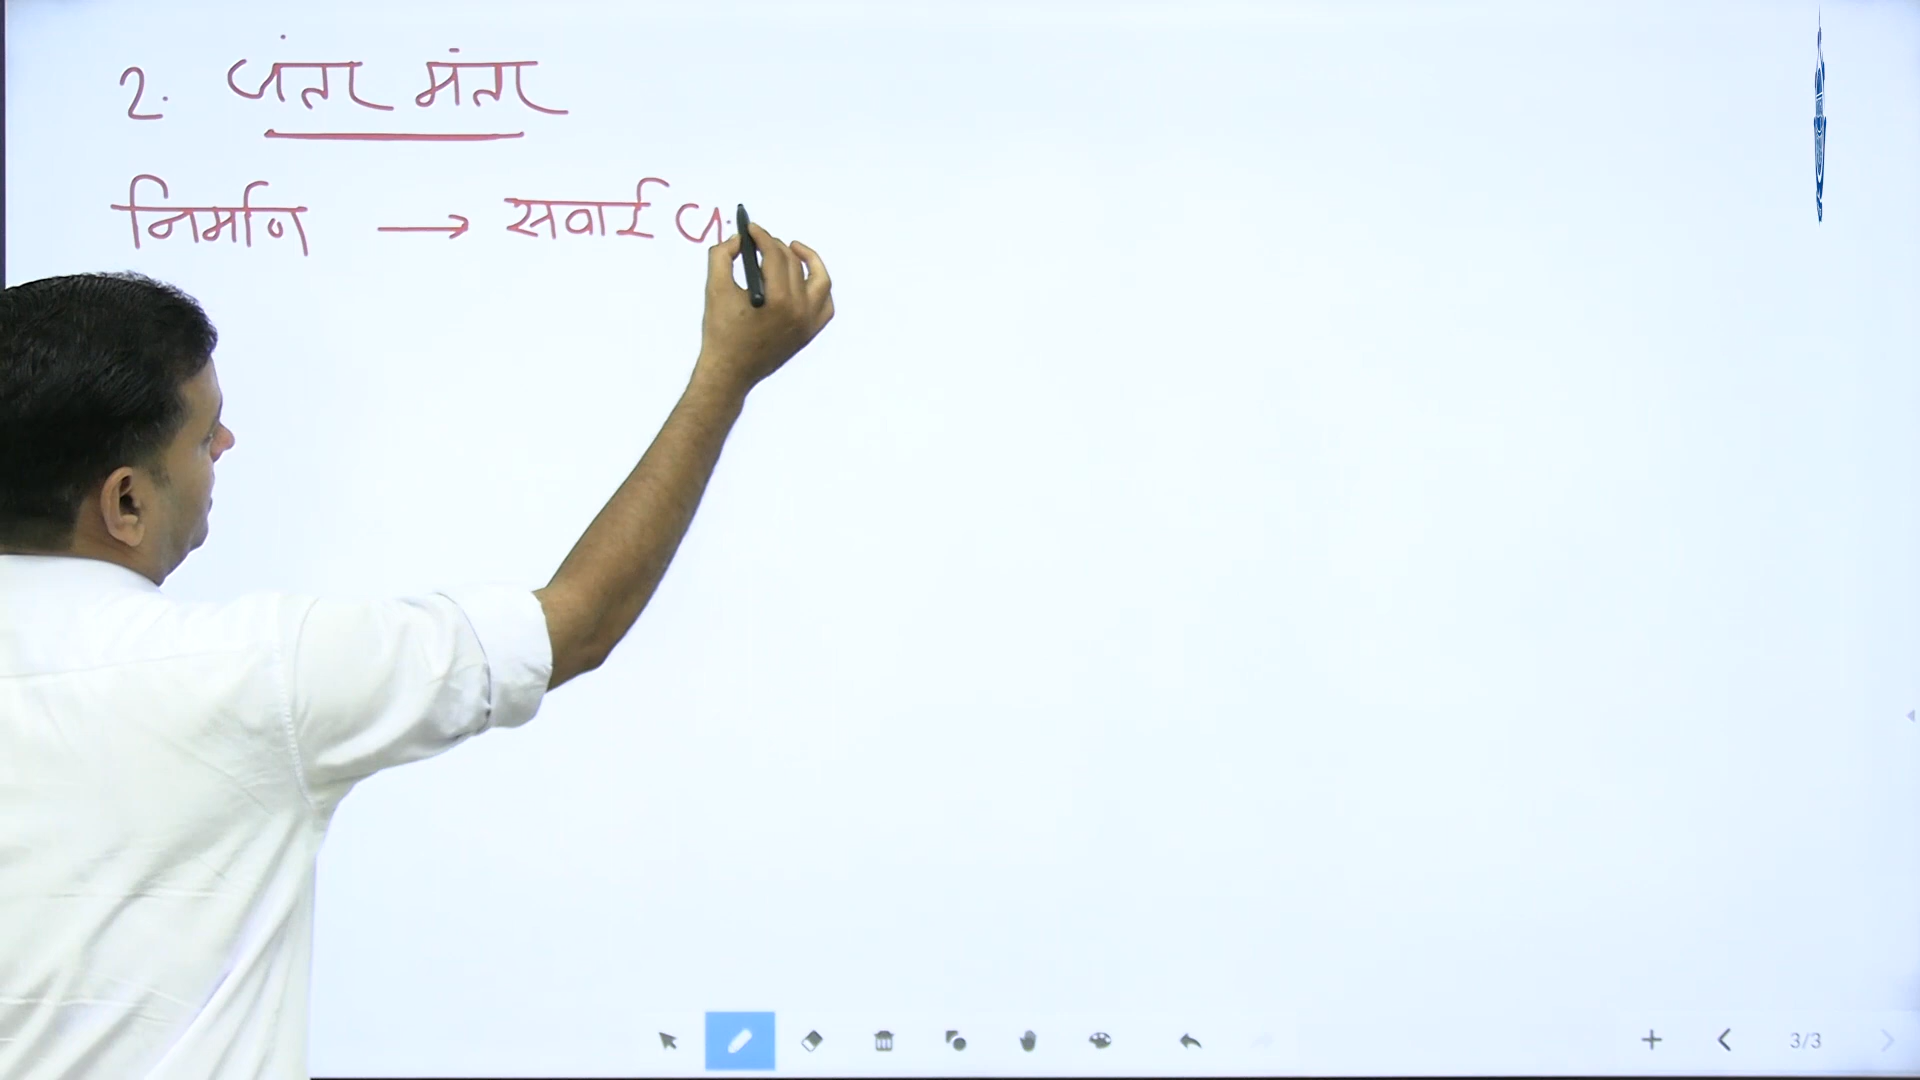 2. जंतर मंतर
निर्माण → सवाई ज
3/3